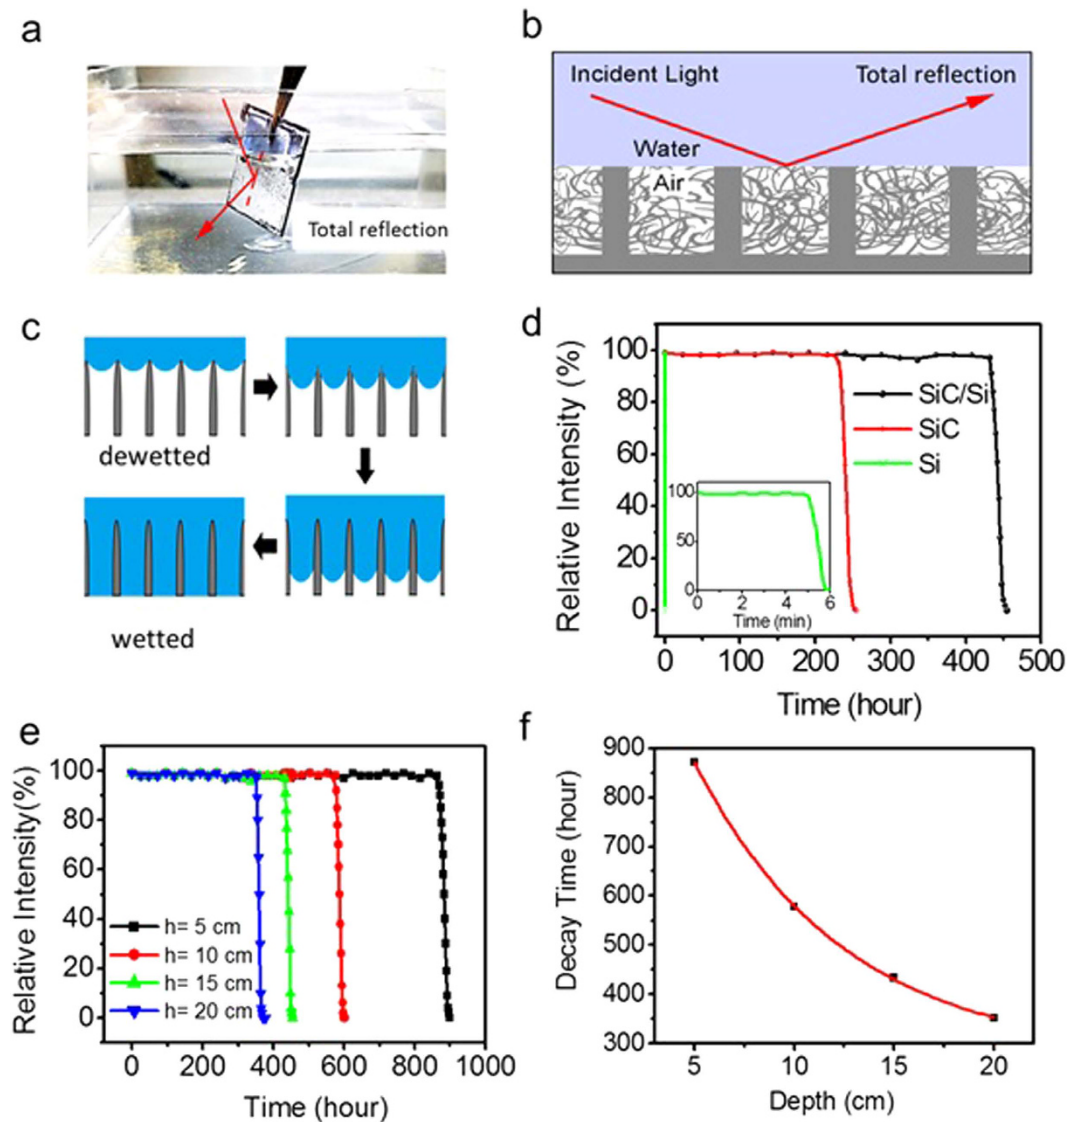 a
Total reflection
b
Incident Light
Total reflection
Water
Air
c
dewetted
wetted
d
Relative Intensity (%)
100
80
60
40
20
0
SiC/Si
SiC
Si
100
50
0
0 2 4 6
Time (min)
0 100 200 300 400 500
Time (hour)
e
Relative Intensity(%)
100
80
60
40
20
0
h= 5 cm
h= 10 cm
h= 15 cm
h= 20 cm
0 200 400 600 800 1000
Time (hour)
f
Decay Time (hour)
900
800
700
600
500
400
300
5 10 15 20
Depth (cm)